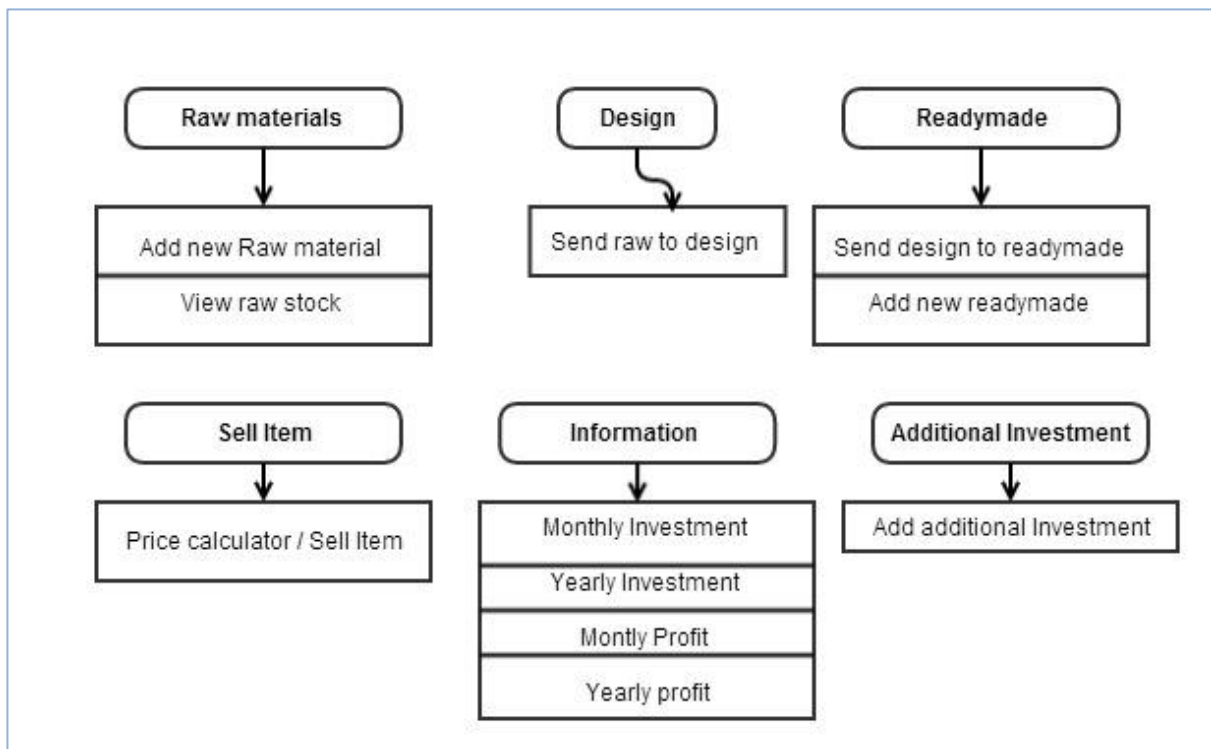 Raw materials
Design
Readymade
Add new Raw material
View raw stock
Send raw to design
Send design to readymade
Add new readymade
Sell Item
Information
Additional Investment
Price calculator / Sell Item
Monthly Investment
Yearly Investment
Montly Profit
Yearly profit
Add additional Investment